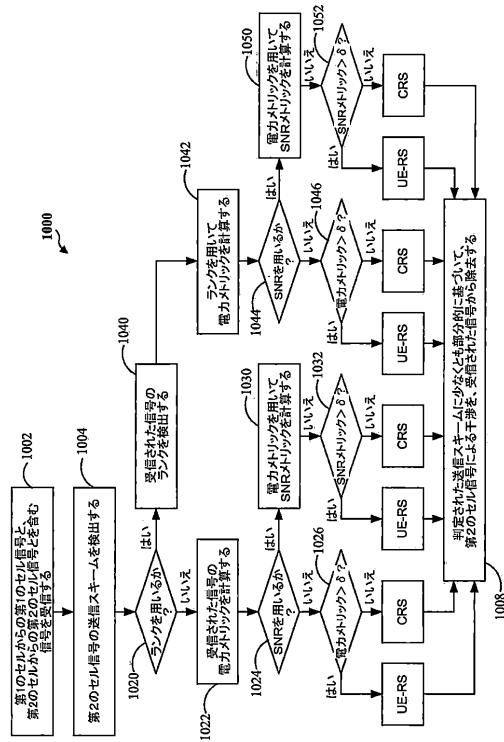 1000
1002
第1のセルからの第1のセル信号と、
第2のセルからの第2のセル信号とを含む
信号を受信する
1004
第2のセル信号の送信スキームを検出する
1020
ランクを用いるか
?
はい
いいえ
1040
受信された信号の
ランクを検出する
1022
受信された信号の
電力メトリックを計算する
1042
ランクを用いて
電力メトリックを計算する
1024
SNRを用いるか
?
はい
いいえ
1030
電力メトリックを用いて
SNRメトリックを計算する
1044
SNRを用いるか
?
はい
いいえ
1050
電力メトリックを用いて
SNRメトリックを計算する
1026
電力メトリック> δ ?
はい
いいえ
1032
SNRメトリック> δ ?
はい
いいえ
1046
電力メトリック> δ ?
はい
いいえ
1052
SNRメトリック> δ ?
はい
いいえ
UE-RS
CRS
UE-RS
CRS
UE-RS
CRS
UE-RS
CRS
判定された送信スキームに少なくとも部分的に基づいて、
第2のセル信号による干渉を、受信された信号から除去する
1008